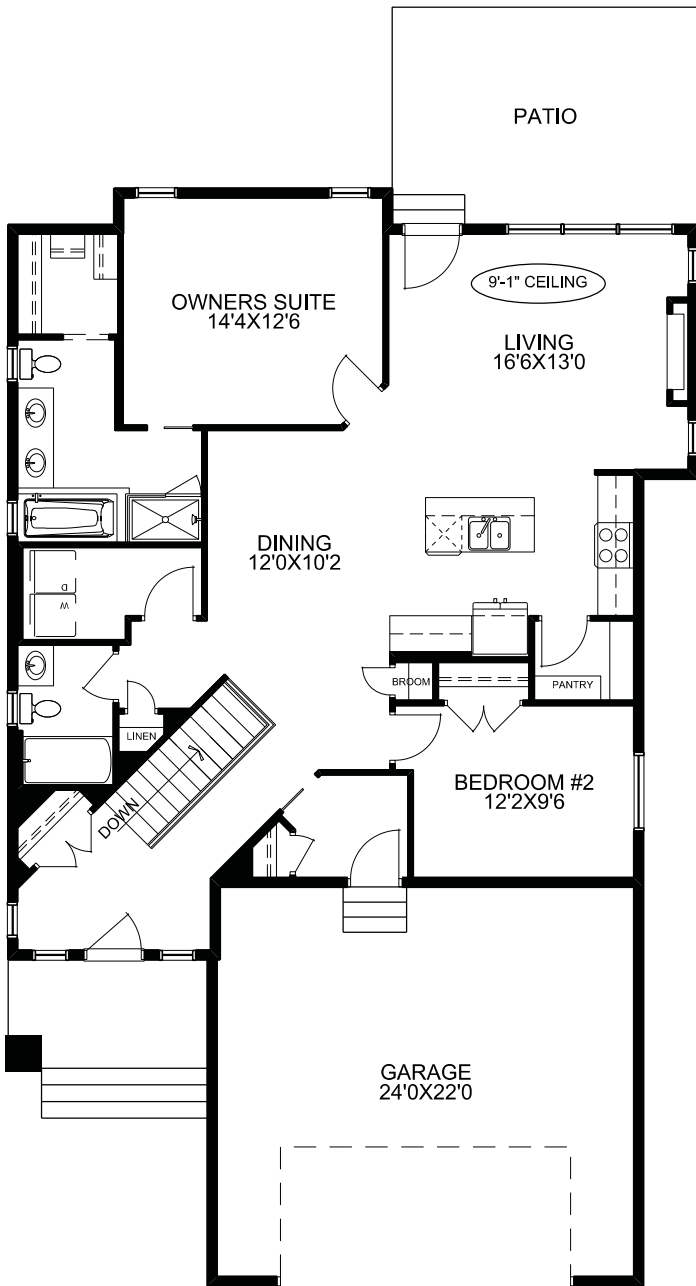 PATIO
9'-1" CEILING
OWNERS SUITE
14'4X12'6
LIVING
16'6X13'0
DINING
12'0X10'2
D
W
BROOM
PANTRY
LINEN
DOWN
BEDROOM #2
12'2X9'6
GARAGE
24'0X22'0